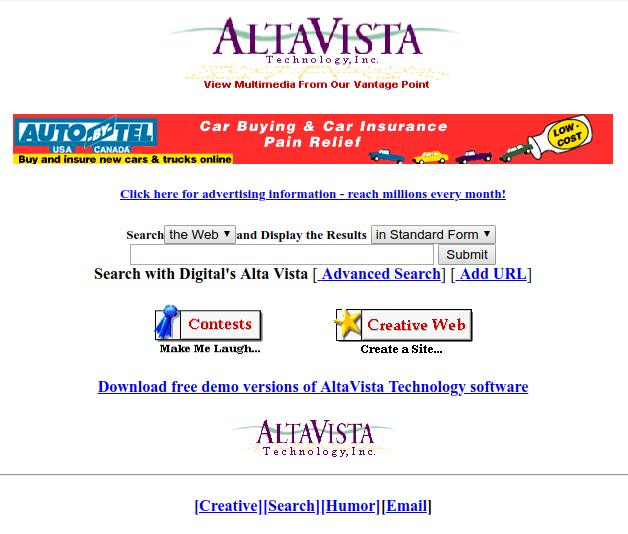 ALTAVISTA
Technology, Inc.
View Multimedia From Our Vantage Point
AUTO-BY-TEL
USA CANADA
Buy and insure new cars & trucks online
Car Buying & Car Insurance
Pain Relief
LOW-
COST
Click here for advertising information - reach millions every month!
Search the Web and Display the Results in Standard Form
Submit
Search with Digital's Alta Vista [ Advanced Search] [ Add URL]
Contests
Make Me Laugh...
Creative Web
Create a Site...
Download free demo versions of AltaVista Technology software
ALTAVISTA
Technology, Inc.
[Creative][Search][Humor][Email]